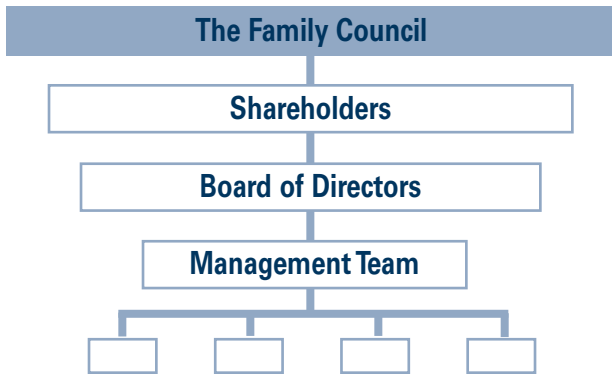 The Family Council
Shareholders
Board of Directors
Management Team